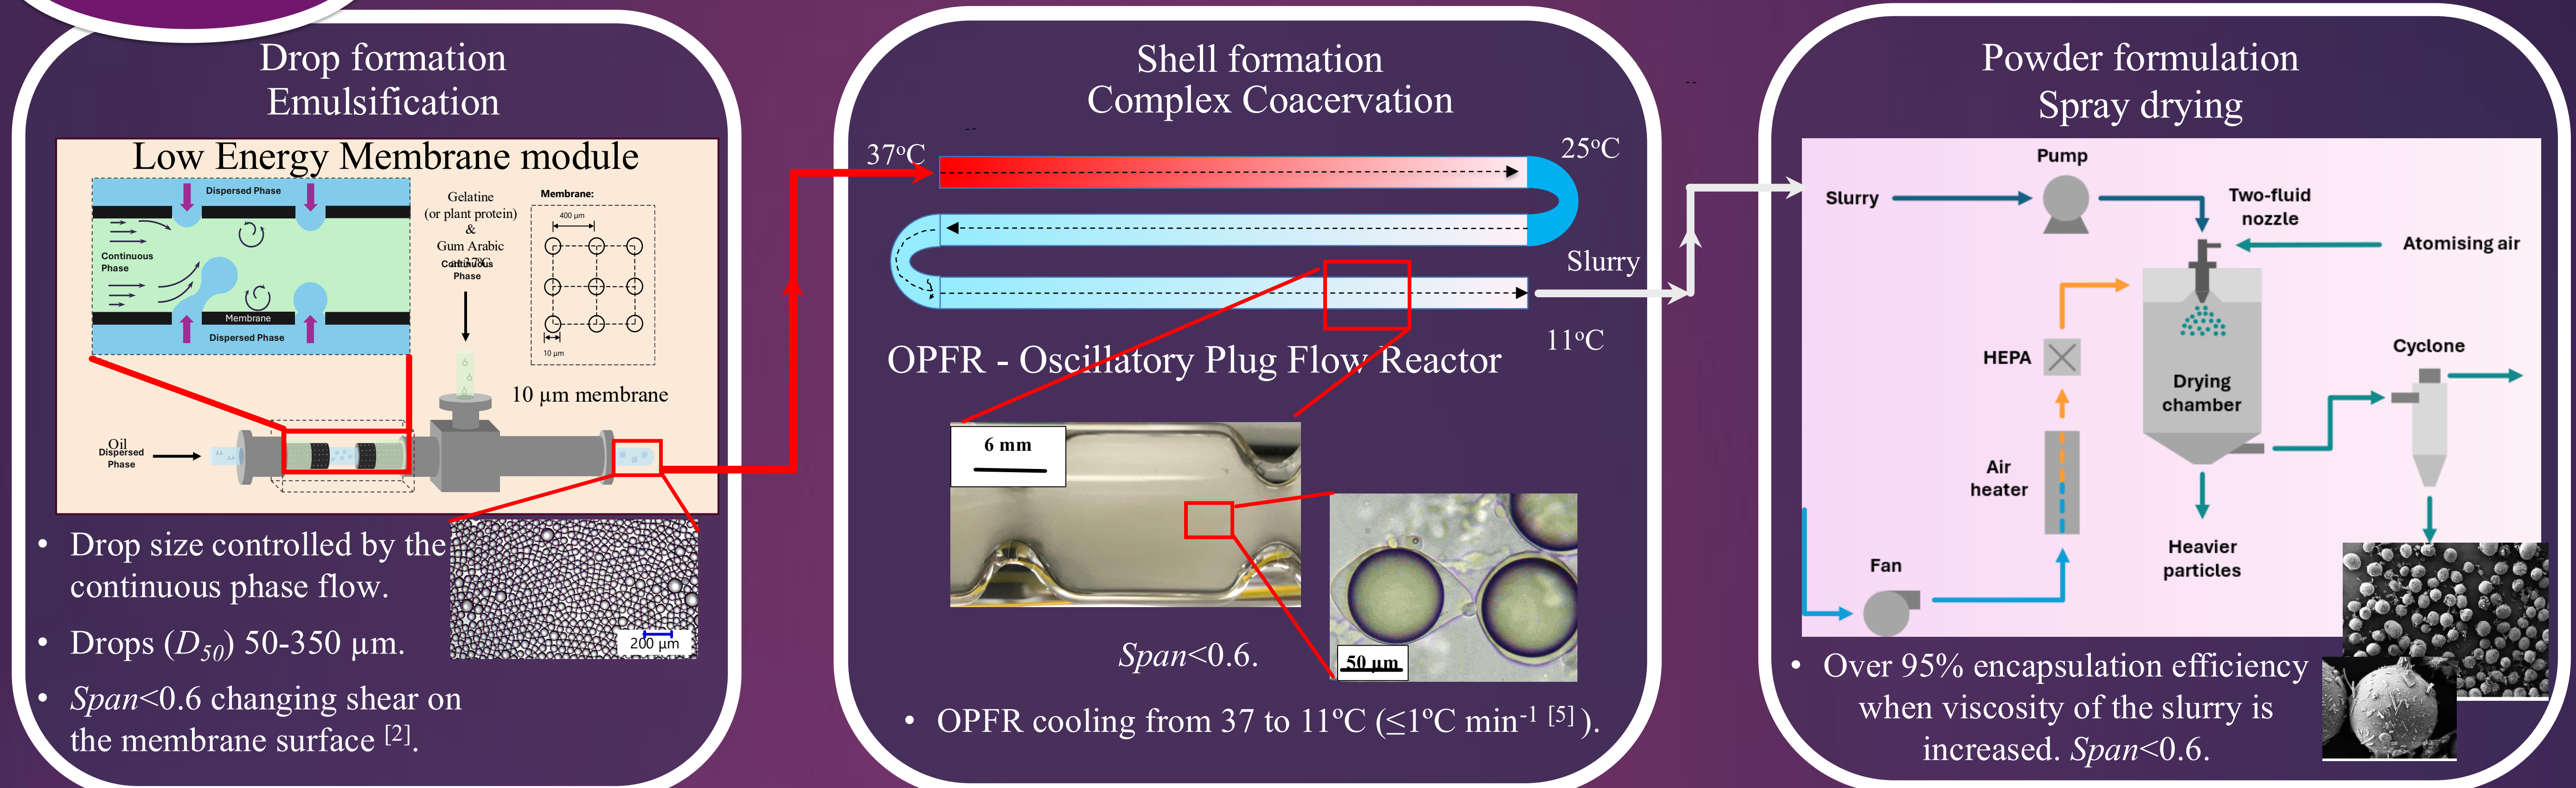 Drop formation
Emulsification
Low Energy Membrane module
Dispersed Phase
Continuous
Phase
Membrane
Dispersed Phase
Gelatine
(or plant protein)
&
Gum Arabic
Continuous
Phase
Membrane:
400 µm
10 µm
10 µm membrane
Oil
Dispersed
Phase
• Drop size controlled by the
continuous phase flow.
• Drops (D50) 50-350 µm.
• Span<0.6 changing shear on
the membrane surface [2].
200 µm
Shell formation
Complex Coacervation
37ºC
25ºC
Slurry
11ºC
OPFR - Oscillatory Plug Flow Reactor
6 mm
50 µm
Span<0.6.
• OPFR cooling from 37 to 11ºC (≤1ºC min-1 [5] ).
Powder formulation
Spray drying
Pump
Slurry
Two-fluid
nozzle
Atomising air
HEPA
Cyclone
Drying
chamber
Air
heater
Heavier
particles
Fan
• Over 95% encapsulation efficiency
when viscosity of the slurry is
increased. Span<0.6.